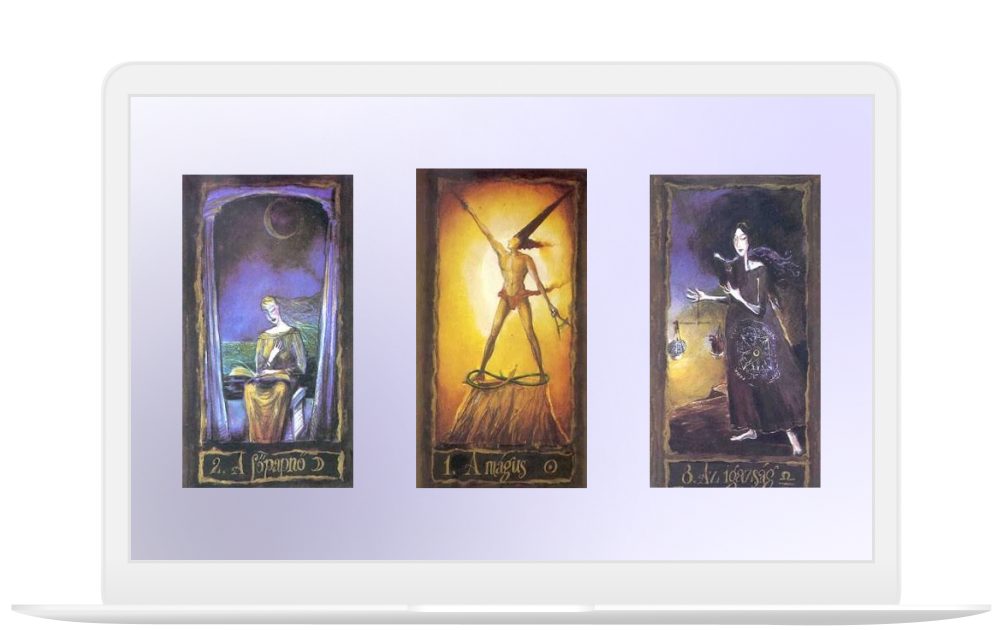 2. A főpapnő ☽
1. A mágus ☉
8. Az igazság ♎